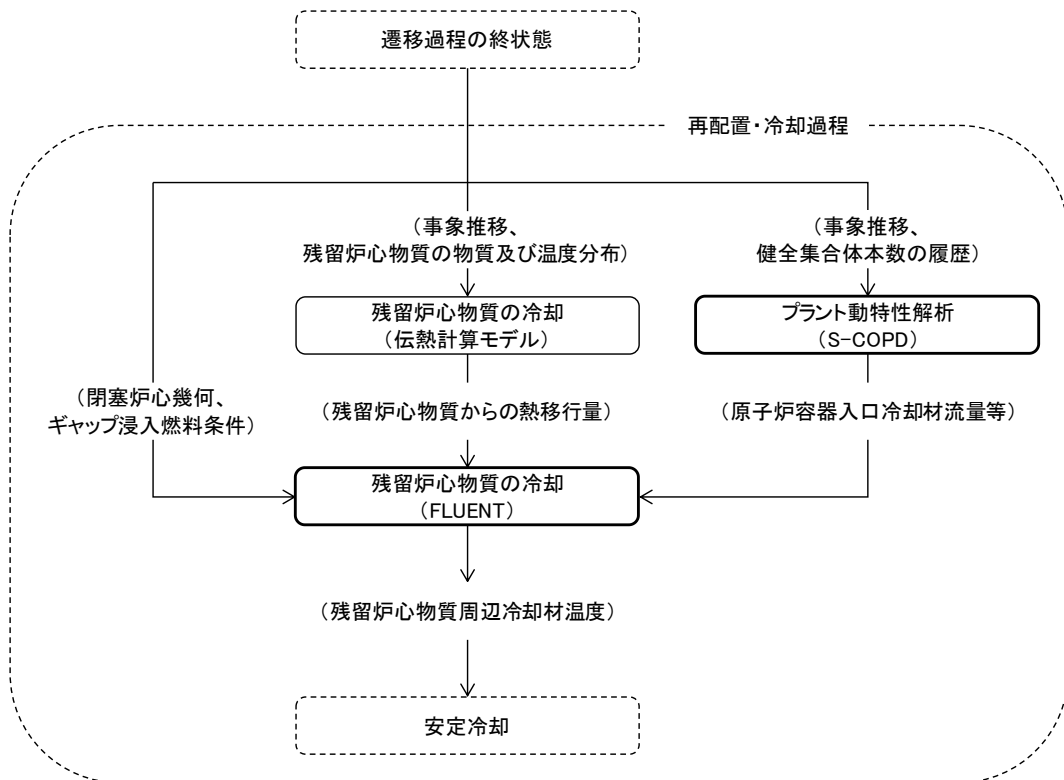 遷移過程の終状態
再配置・冷却過程
（事象推移、
残留炉心物質の物質及び温度分布）
（事象推移、
健全集合体本数の履歴）
残留炉心物質の冷却
（伝熱計算モデル）
プラント動特性解析
（S-COPD）
（閉塞炉心幾何、
ギャップ浸入燃料条件）
（残留炉心物質からの熱移行量）
（原子炉容器入口冷却材流量等）
残留炉心物質の冷却
（FLUENT）
（残留炉心物質周辺冷却材温度）
安定冷却